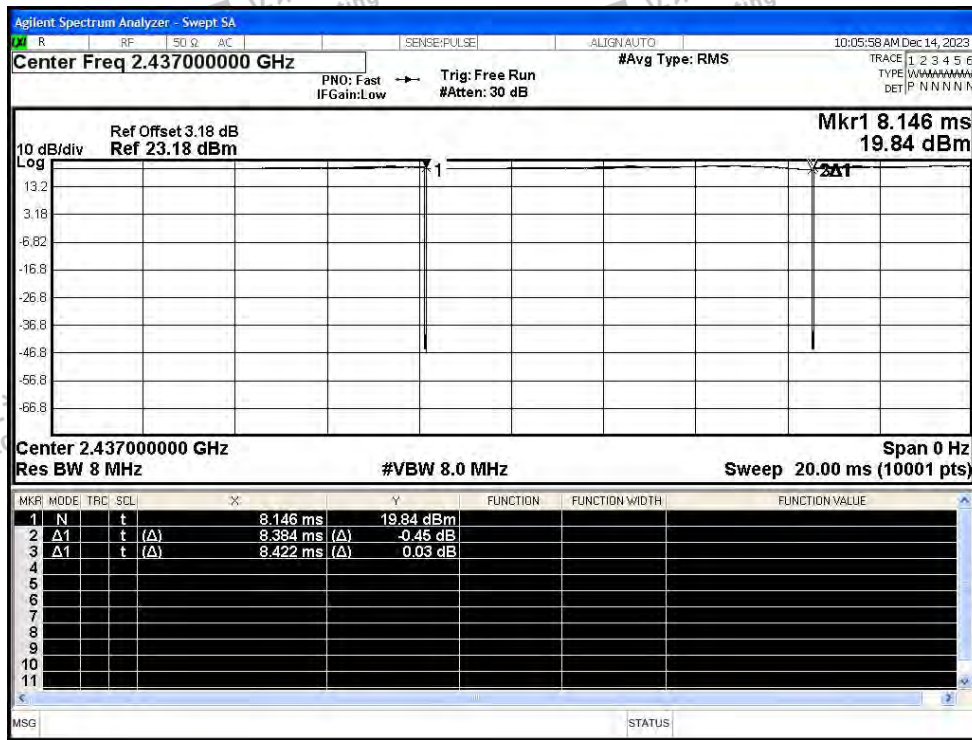 Agilent Spectrum Analyzer - Swept SA
LXI R RF 50 Ω AC SENSE:PULSE ALIGNAUTO 10:05:58 AM Dec 14, 2023
Center Freq 2.437000000 GHz #Avg Type: RMS TRACE 1 2 3 4 5 6
PNO: Fast Trig: Free Run TYPE WWWWWW
IFGain:Low #Atten: 30 dB DET P N N N N N
Mkr1 8.146 ms
Ref Offset 3.18 dB
10 dB/div Ref 23.18 dBm 19.84 dBm
Log
1 2Δ1
13.2
3.18
-6.82
-16.8
-26.8
-36.8
-46.8
-56.8
-66.8
Center 2.437000000 GHz Span 0 Hz
Res BW 8 MHz #VBW 8.0 MHz Sweep 20.00 ms (10001 pts)
MKR MODE TRC SCL X Y FUNCTION FUNCTION WIDTH FUNCTION VALUE
1 N t 8.146 ms 19.84 dBm
2 Δ1 t (Δ) 8.384 ms (Δ) -0.45 dB
3 Δ1 t (Δ) 8.422 ms (Δ) 0.03 dB
4
5
6
7
8
9
10
11
MSG STATUS